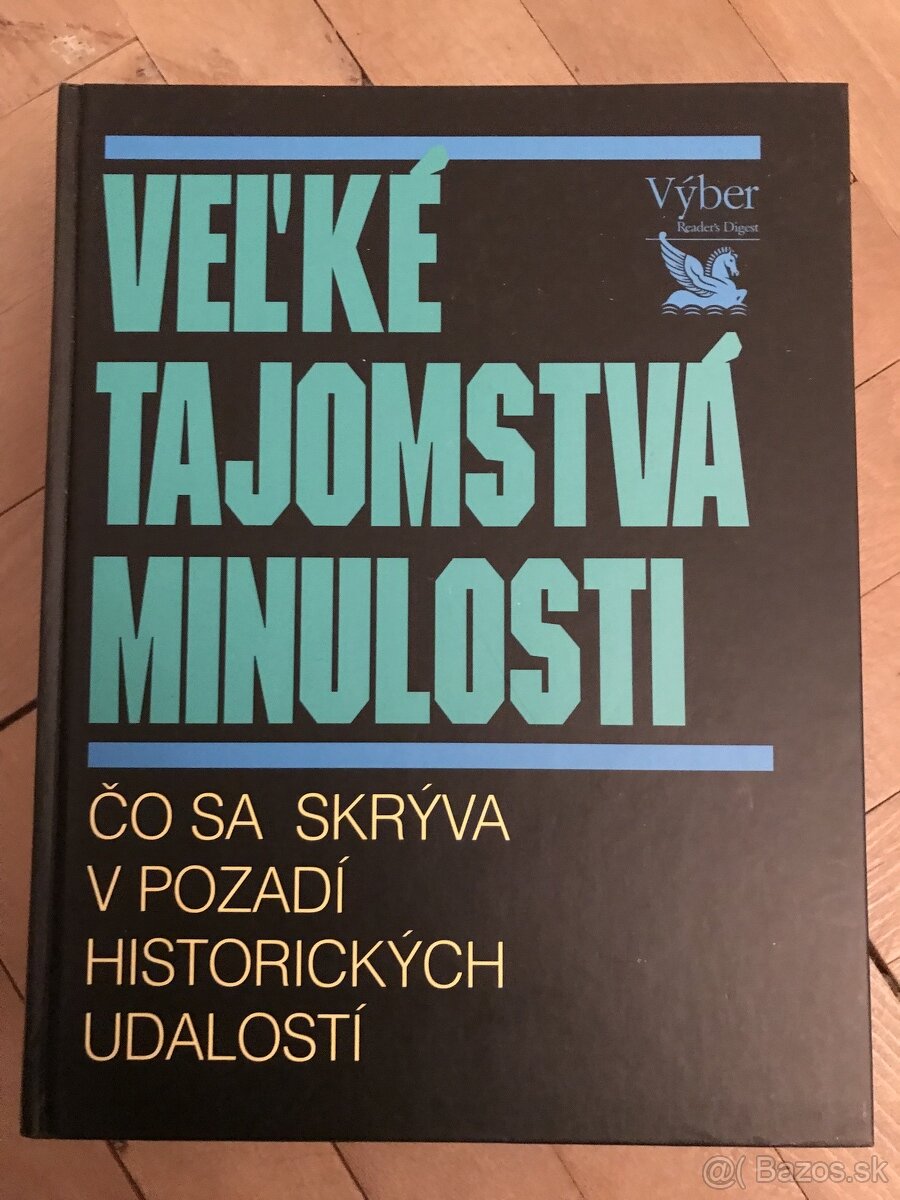 VEĽKÉ
Výber
Reader's Digest
TAJOMSTVÁ
MINULOSTI
ČO SA SKRÝVA
V POZADÍ
HISTORICKÝCH
UDALOSTÍ
@( Bazos.sk